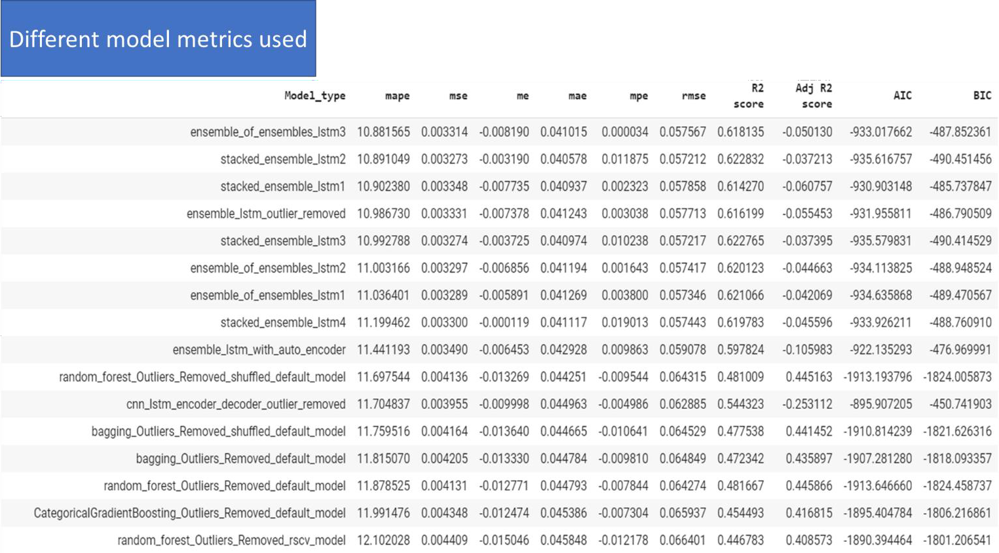 Different model metrics used
Model_type mape mse me mae mpe rmse R2 score Adj R2 score AIC BIC
ensemble_of_ensembles_lstm3 10.881565 0.003314 -0.008190 0.041015 0.000034 0.057567 0.618135 -0.050130 -933.017662 -487.852361
stacked_ensemble_lstm2 10.891049 0.003273 -0.003190 0.040578 0.011875 0.057212 0.622832 -0.037213 -935.616757 -490.451456
stacked_ensemble_lstm1 10.902380 0.003348 -0.007735 0.040937 0.002323 0.057858 0.614270 -0.060757 -930.903148 -485.737847
ensemble_lstm_outlier_removed 10.986730 0.003331 -0.007378 0.041243 0.003038 0.057713 0.616199 -0.055453 -931.955811 -486.790509
stacked_ensemble_lstm3 10.992788 0.003274 -0.003725 0.040974 0.010238 0.057217 0.622765 -0.037395 -935.579831 -490.414529
ensemble_of_ensembles_lstm2 11.003166 0.003297 -0.006856 0.041194 0.001643 0.057417 0.620123 -0.044663 -934.113825 -488.948524
ensemble_of_ensembles_lstm1 11.036401 0.003289 -0.005891 0.041269 0.003800 0.057346 0.621066 -0.042069 -934.635868 -489.470567
stacked_ensemble_lstm4 11.199462 0.003300 -0.000119 0.041117 0.019013 0.057443 0.619783 -0.045596 -933.926211 -488.760910
ensemble_lstm_with_auto_encoder 11.441193 0.003490 -0.006453 0.042928 0.009863 0.059078 0.597824 -0.105983 -922.135293 -476.969991
random_forest_Outliers_Removed_shuffled_default_model 11.697544 0.004136 -0.013269 0.044251 -0.009544 0.064315 0.481009 0.445163 -1913.193796 -1824.005873
cnn_lstm_encoder_decoder_outlier_removed 11.704837 0.003955 -0.009998 0.044963 -0.004986 0.062885 0.544323 -0.253112 -895.907205 -450.741903
bagging_Outliers_Removed_shuffled_default_model 11.759516 0.004164 -0.013640 0.044665 -0.010641 0.064529 0.477538 0.441452 -1910.814239 -1821.626316
bagging_Outliers_Removed_default_model 11.815070 0.004205 -0.013330 0.044784 -0.009810 0.064849 0.472342 0.435897 -1907.281280 -1818.093357
random_forest_Outliers_Removed_default_model 11.878525 0.004131 -0.012771 0.044793 -0.007844 0.064274 0.481667 0.445866 -1913.646660 -1824.458737
CategoricalGradientBoosting_Outliers_Removed_default_model 11.991476 0.004348 -0.012474 0.045386 -0.007304 0.065937 0.454493 0.416815 -1895.404784 -1806.216861
random_forest_Outliers_Removed_rscv_model 12.102028 0.004409 -0.015046 0.045848 -0.012178 0.066401 0.446783 0.408573 -1890.394464 -1801.206541